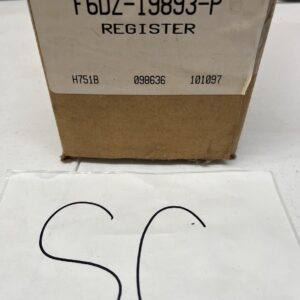 F6DZ-19893-P
REGISTER
H751B 098636 101097
SC